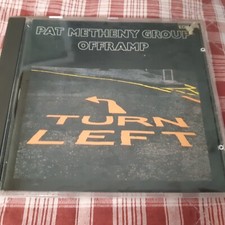 PAT METHENY GROUP
OFFRAMP
TURN
LEFT